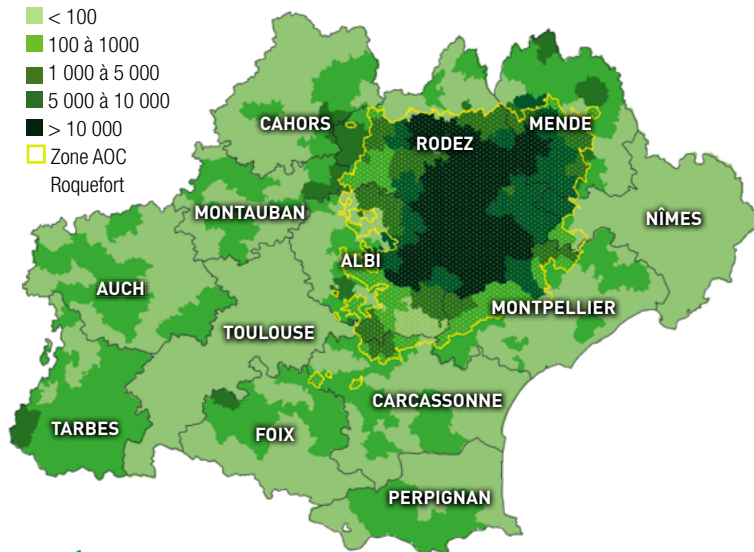 < 100
100 à 1000
1 000 à 5 000
5 000 à 10 000
> 10 000
Zone AOC
Roquefort
CAHORS
RODEZ
MENDE
MONTAUBAN
NÎMES
ALBI
AUCH
MONTPELLIER
TOULOUSE
CARCASSONNE
TARBES
FOIX
PERPIGNAN